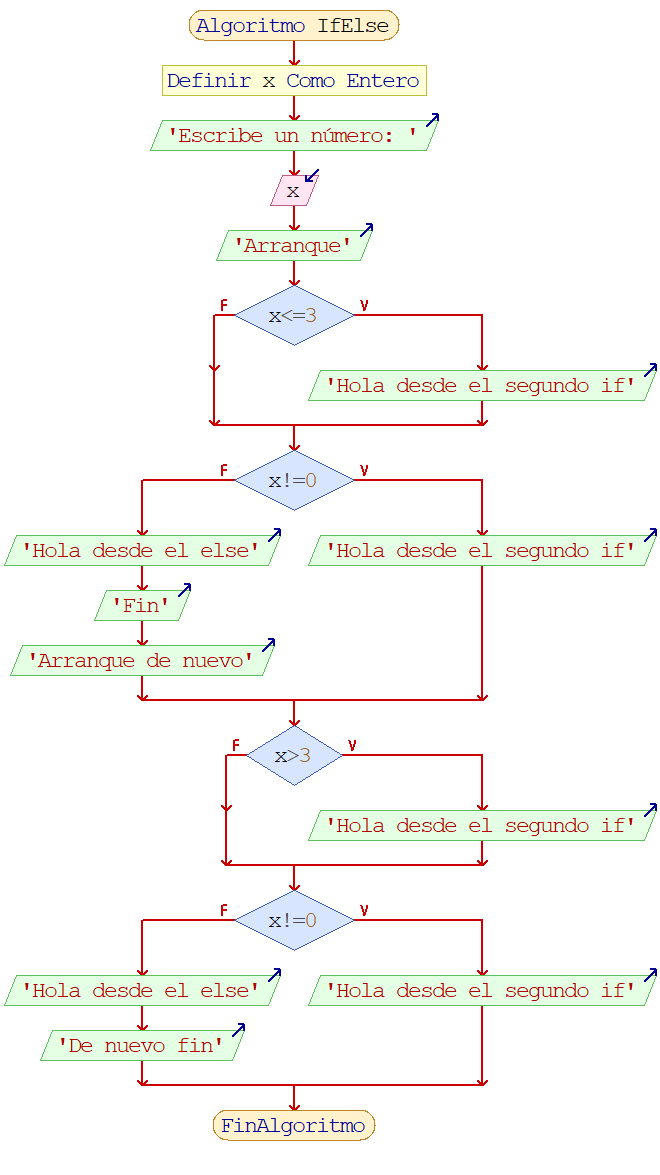 Algoritmo IfElse
Definir x Como Entero
'Escribe un número: '
x
'Arranque'
F
V
x<=3
'Hola desde el segundo if'
F
V
x!=0
'Hola desde el else'
'Hola desde el segundo if'
'Fin'
'Arranque de nuevo'
F
V
x>3
'Hola desde el segundo if'
F
V
x!=0
'Hola desde el else'
'Hola desde el segundo if'
'De nuevo fin'
FinAlgoritmo